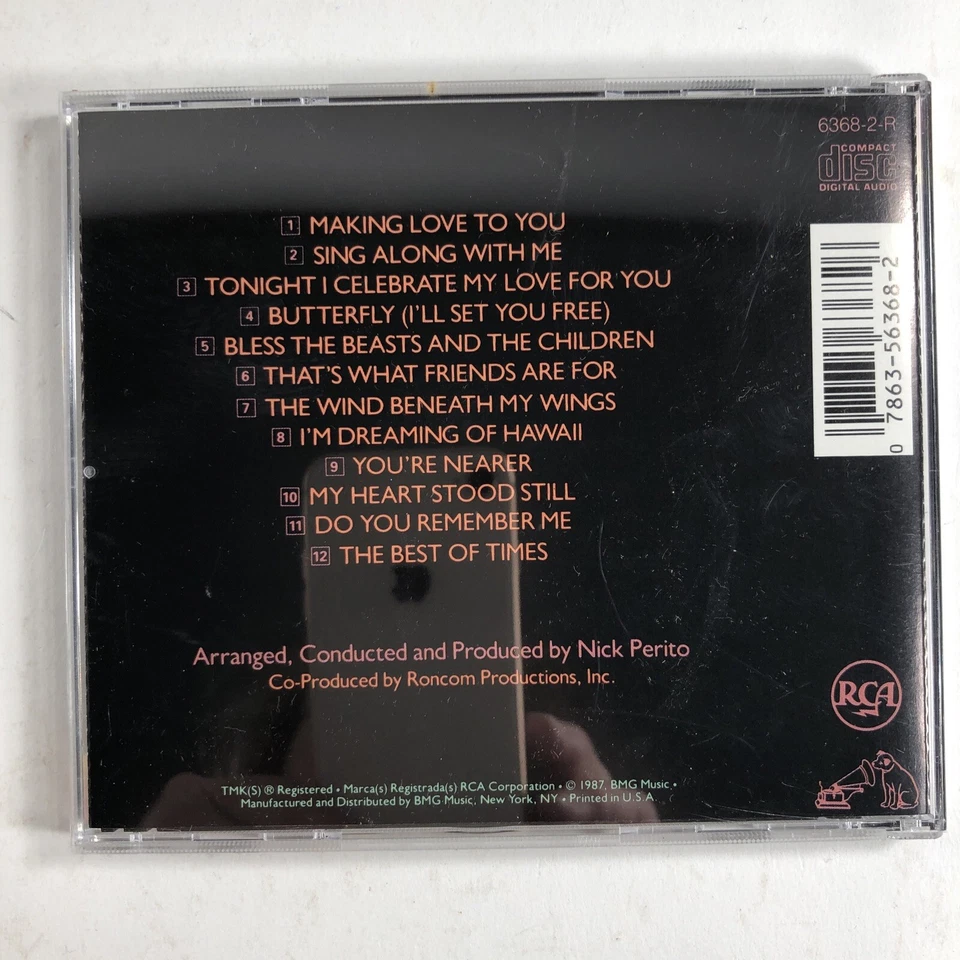 6368-2-R
COMPACT
disc
DIGITAL AUDIO
1 MAKING LOVE TO YOU
2 SING ALONG WITH ME
3 TONIGHT I CELEBRATE MY LOVE FOR YOU
4 BUTTERFLY (I'LL SET YOU FREE)
5 BLESS THE BEASTS AND THE CHILDREN
6 THAT'S WHAT FRIENDS ARE FOR
7 THE WIND BENEATH MY WINGS
8 I'M DREAMING OF HAWAII
9 YOU'RE NEARER
10 MY HEART STOOD STILL
11 DO YOU REMEMBER ME
12 THE BEST OF TIMES
0 7863-56368-2
Arranged, Conducted and Produced by Nick Perito
Co-Produced by Roncom Productions, Inc.
RCA
TMK(S) ® Registered • Marca(s) Registrada(s) RCA Corporation • © 1987, BMG Music •
Manufactured and Distributed by BMG Music, New York, NY • Printed in U.S.A.